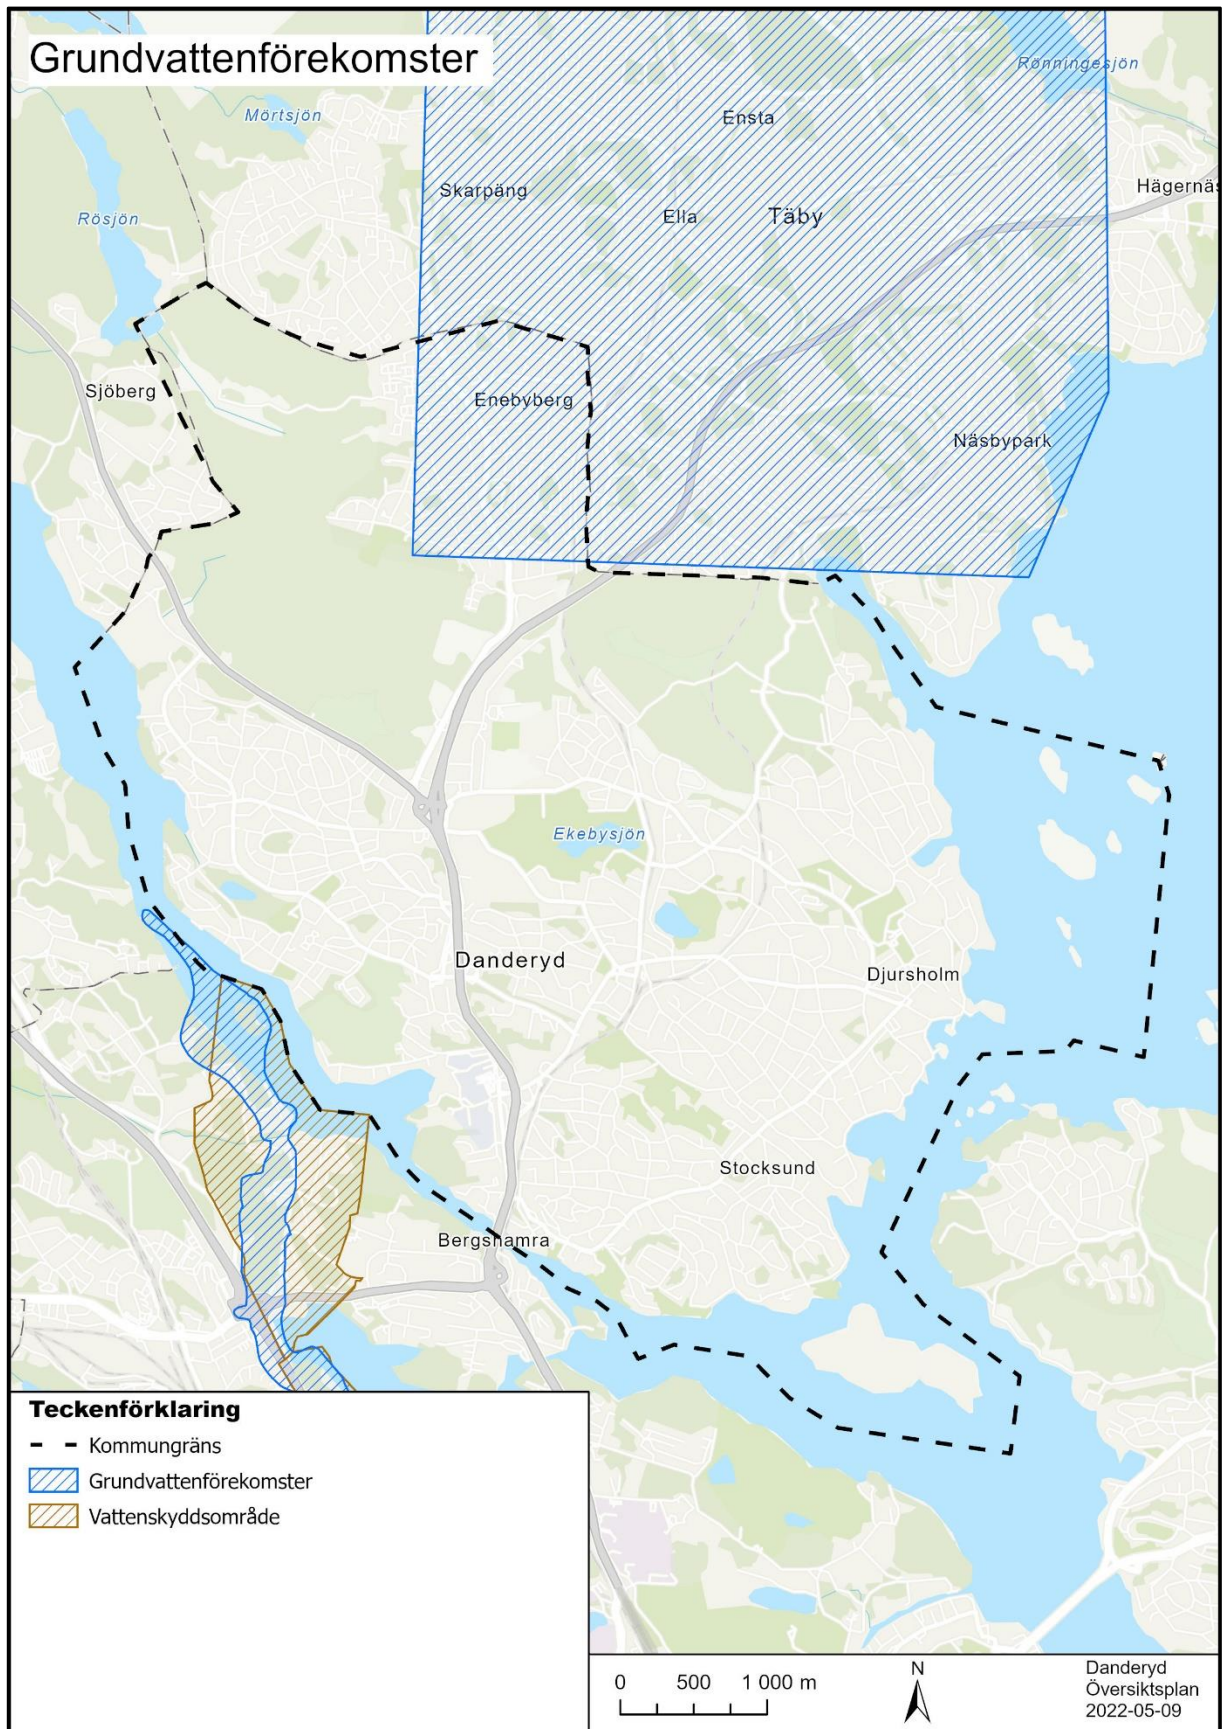 Grundvattenförekomster
Rönningesjön
Mörtsjön
Ensta
Skarpäng
Hägernäs
Rösjön
Ella
Täby
Sjöberg
Enebyberg
Näsbypark
Ekebysjön
Danderyd
Djursholm
Stocksund
Bergshamra
Teckenförklaring
Kommungräns
Grundvattenförekomster
Vattenskyddsområde
0 500 1 000 m
N
Danderyd
Översiktsplan
2022-05-09